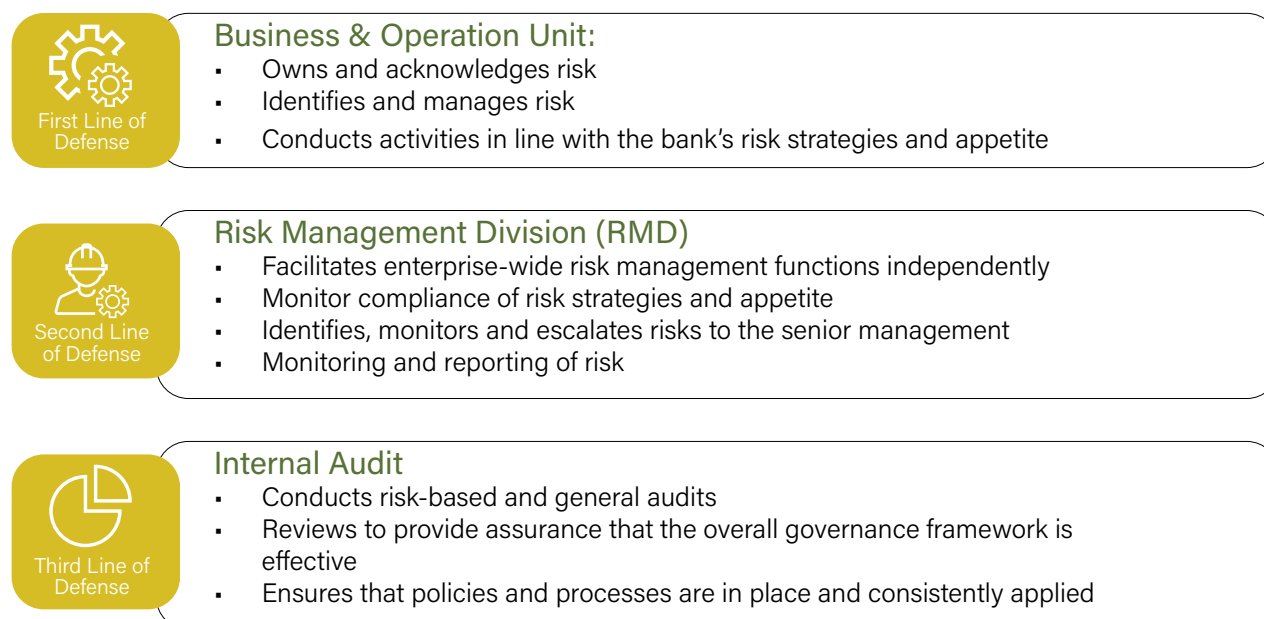 First Line of
Defense
Business & Operation Unit:
▪ Owns and acknowledges risk
▪ Identifies and manages risk
▪ Conducts activities in line with the bank’s risk strategies and appetite
Second Line
of Defense
Risk Management Division (RMD)
▪ Facilitates enterprise-wide risk management functions independently
▪ Monitor compliance of risk strategies and appetite
▪ Identifies, monitors and escalates risks to the senior management
▪ Monitoring and reporting of risk
Third Line of
Defense
Internal Audit
▪ Conducts risk-based and general audits
▪ Reviews to provide assurance that the overall governance framework is
effective
▪ Ensures that policies and processes are in place and consistently applied